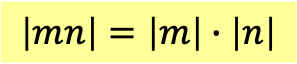 |mn| = |m| · |n|